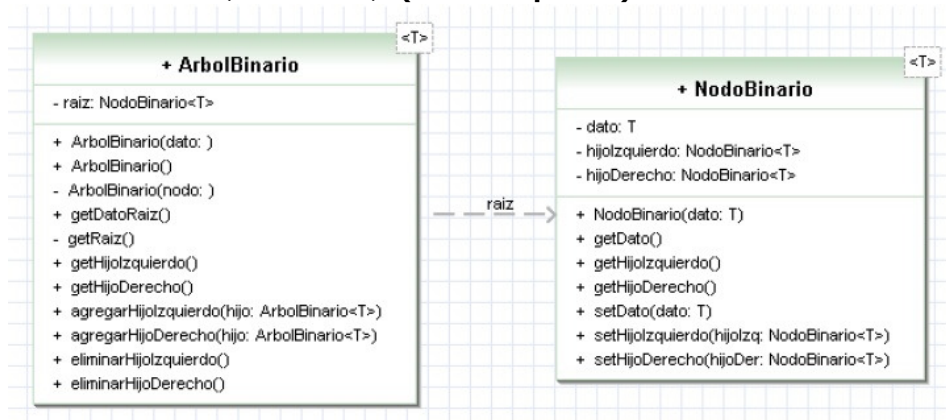 <T>
+ ArbolBinario
- raiz: NodoBinario<T>
+ ArbolBinario(dato: )
+ ArbolBinario()
- ArbolBinario(nodo: )
+ getDatoRaiz()
- getRaiz()
+ getHijoIzquierdo()
+ getHijoDerecho()
+ agregarHijoIzquierdo(hijo: ArbolBinario<T>)
+ agregarHijoDerecho(hijo: ArbolBinario<T>)
+ eliminarHijoIzquierdo()
+ eliminarHijoDerecho()
raiz
<T>
+ NodoBinario
- dato: T
- hijoIzquierdo: NodoBinario<T>
- hijoDerecho: NodoBinario<T>
+ NodoBinario(dato: T)
+ getDato()
+ getHijoIzquierdo()
+ getHijoDerecho()
+ setDato(dato: T)
+ setHijoIzquierdo(hijoIzq: NodoBinario<T>)
+ setHijoDerecho(hijoDer: NodoBinario<T>)